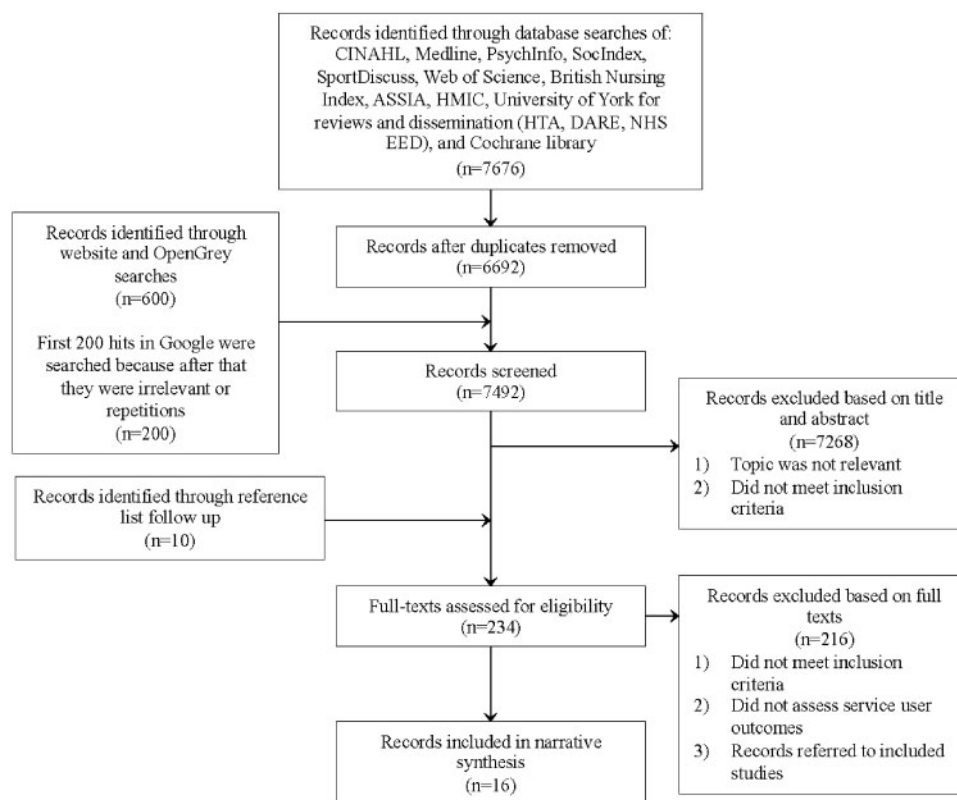 Records identified through database searches of:
CINAHL, Medline, PsychInfo, SocIndex,
SportDiscuss, Web of Science, British Nursing
Index, ASSIA, HMIC, University of York for
reviews and dissemination (HTA, DARE, NHS
EED), and Cochrane library
(n=7676)
Records identified through
website and OpenGrey
searches
(n=600)
First 200 hits in Google were
searched because after that
they were irrelevant or
repetitions
(n=200)
Records after duplicates removed
(n=6692)
Records screened
(n=7492)
Records excluded based on title
and abstract
(n=7268)
1) Topic was not relevant
2) Did not meet inclusion
criteria
Records identified through reference
list follow up
(n=10)
Full-texts assessed for eligibility
(n=234)
Records excluded based on full
texts
(n=216)
1) Did not meet inclusion
criteria
2) Did not assess service user
outcomes
3) Records referred to included
studies
Records included in narrative
synthesis
(n=16)